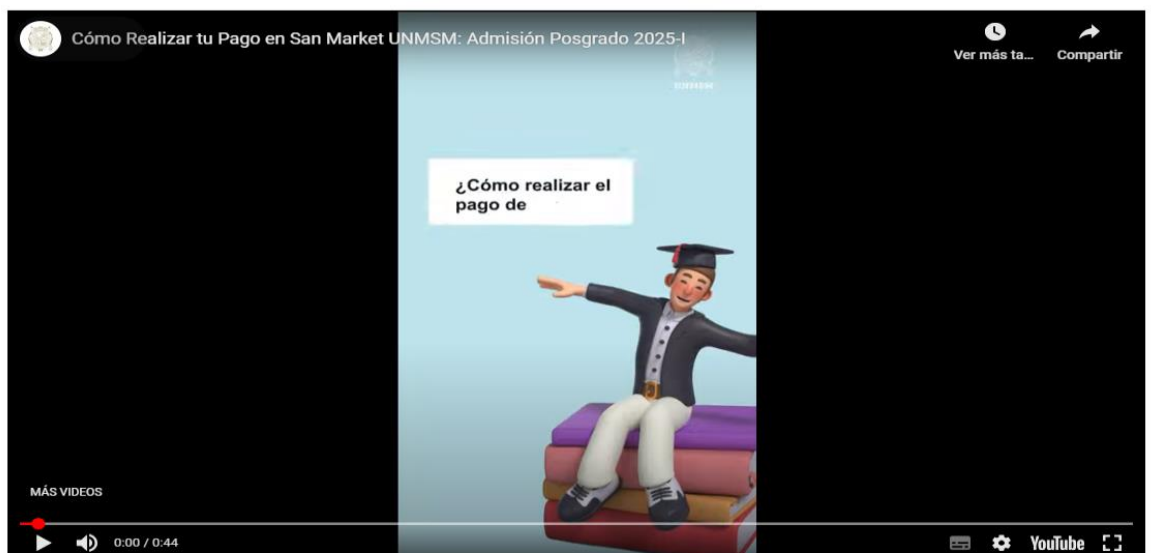 Cómo Realizar tu Pago en San Market UNMSM: Admisión Posgrado 2025-I
Ver más ta...
Compartir
UNMSM
¿Cómo realizar el
pago de
MÁS VIDEOS
0:00 / 0:44
YouTube